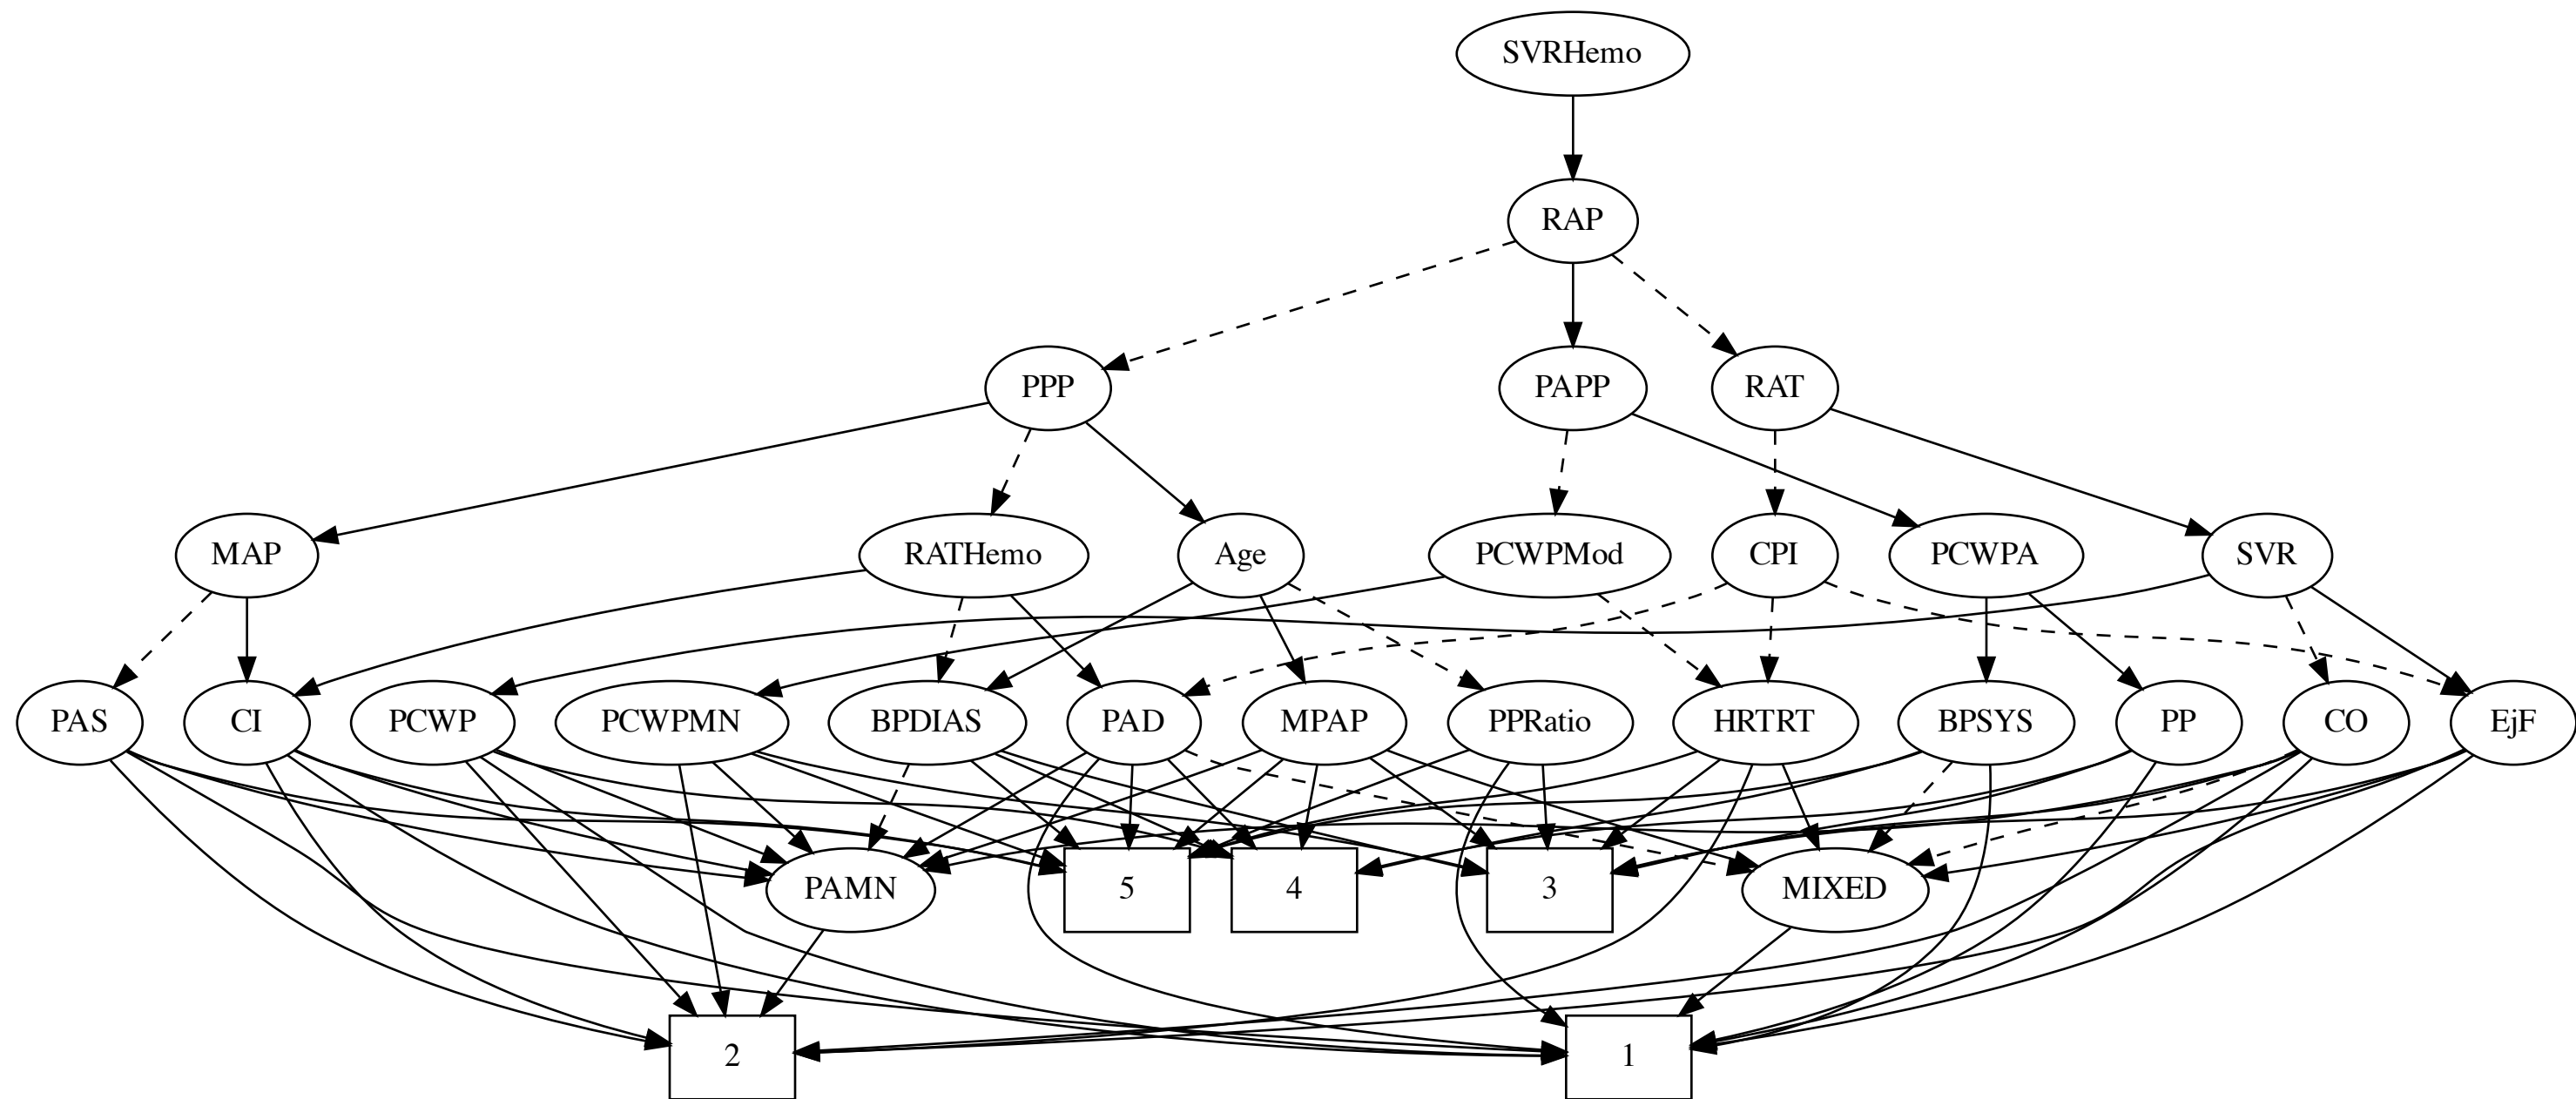 SVRHemo
RAP
PPP
PAPP
RAT
MAP
RATHemo
Age
PCWPMod
CPI
PCWPA
SVR
PAS
CI
PCWP
PCWPMN
BPDIAS
PAD
MPAP
PPRatio
HRTRT
BPSYS
PP
CO
EjF
PAMN
5
4
3
MIXED
2
1